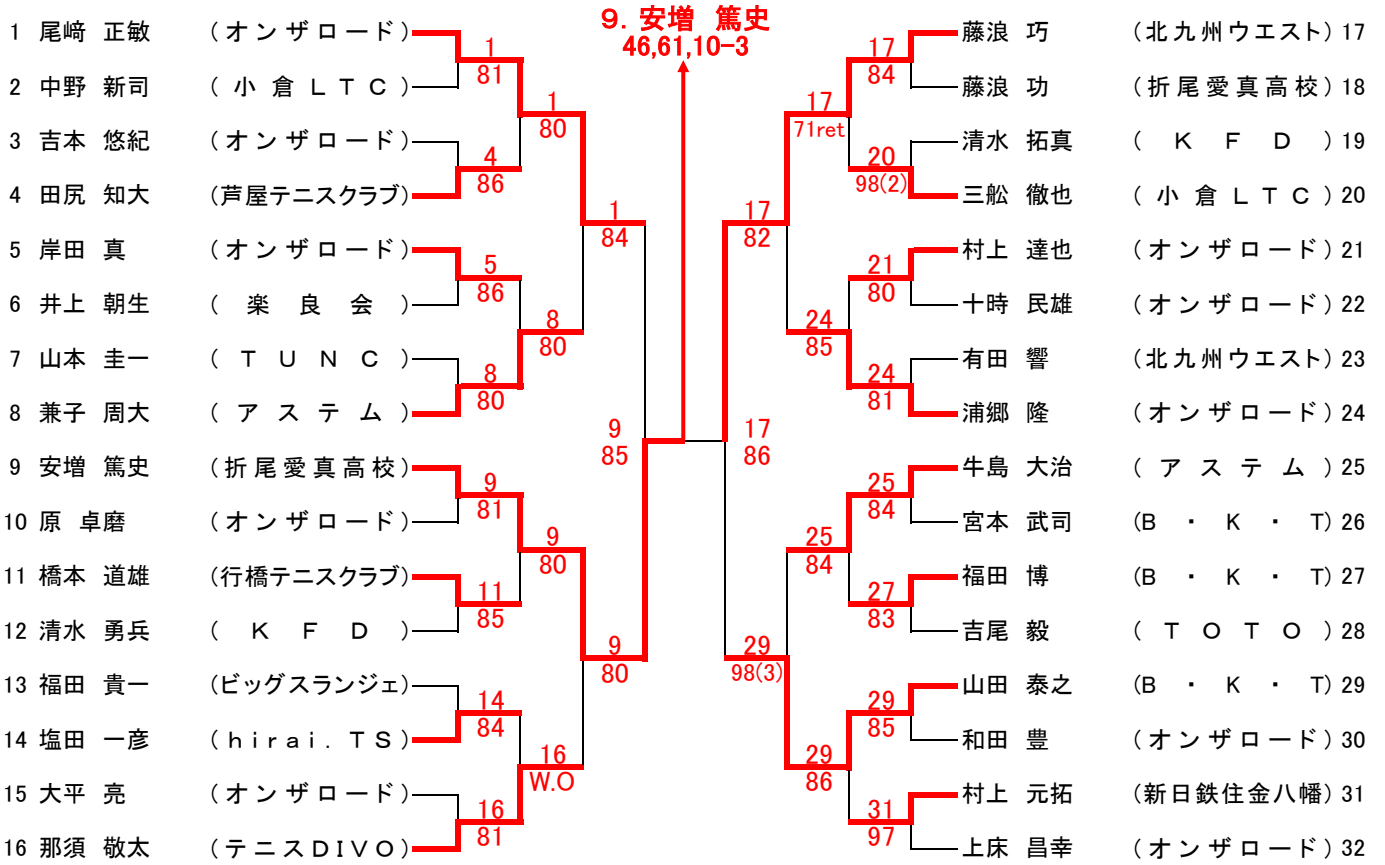 9. 安増 篤史
46,61,10-3
1 尾﨑 正敏 (オンザロード)
2 中野 新司 (小倉LTC)
3 吉本 悠紀 (オンザロード)
4 田尻 知大 (芦屋テニスクラブ)
5 岸田 真 (オンザロード)
6 井上 朝生 (楽良会)
7 山本 圭一 (TUNC)
8 兼子 周大 (アステム)
9 安増 篤史 (折尾愛真高校)
10 原 卓磨 (オンザロード)
11 橋本 道雄 (行橋テニスクラブ)
12 清水 勇兵 (KFD)
13 福田 貴一 (ビッグスランジェ)
14 塩田 一彦 (hirai.TS)
15 大平 亮 (オンザロード)
16 那須 敬太 (テニスDIVO)
1
81
4
86
5
86
8
80
9
81
11
85
14
84
16
81
1
80
8
80
9
80
16
W.O
1
84
9
80
9
85
17
86
17
82
29
98(3)
17
71ret
24
85
25
84
29
86
17
84
20
98(2)
21
80
24
81
25
84
27
83
29
85
31
97
藤浪 巧 (北九州ウエスト) 17
藤浪 功 (折尾愛真高校) 18
清水 拓真 (KFD) 19
三舩 徹也 (小倉LTC) 20
村上 達也 (オンザロード) 21
十時 民雄 (オンザロード) 22
有田 響 (北九州ウエスト) 23
浦郷 隆 (オンザロード) 24
牛島 大治 (アステム) 25
宮本 武司 (B・K・T) 26
福田 博 (B・K・T) 27
吉尾 毅 (TOTO) 28
山田 泰之 (B・K・T) 29
和田 豊 (オンザロード) 30
村上 元拓 (新日鉄住金八幡) 31
上床 昌幸 (オンザロード) 32